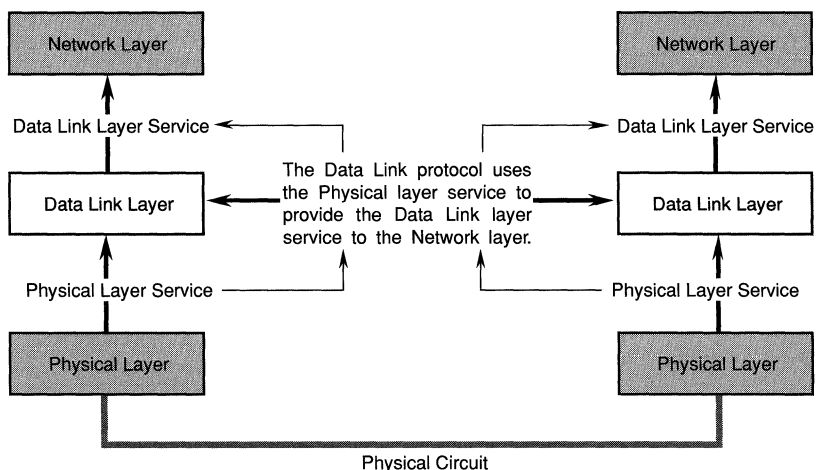 Network Layer
Network Layer
Data Link Layer Service
Data Link Layer Service
The Data Link protocol uses
the Physical layer service to
provide the Data Link layer
service to the Network layer.
Data Link Layer
Data Link Layer
Physical Layer Service
Physical Layer Service
Physical Layer
Physical Layer
Physical Circuit